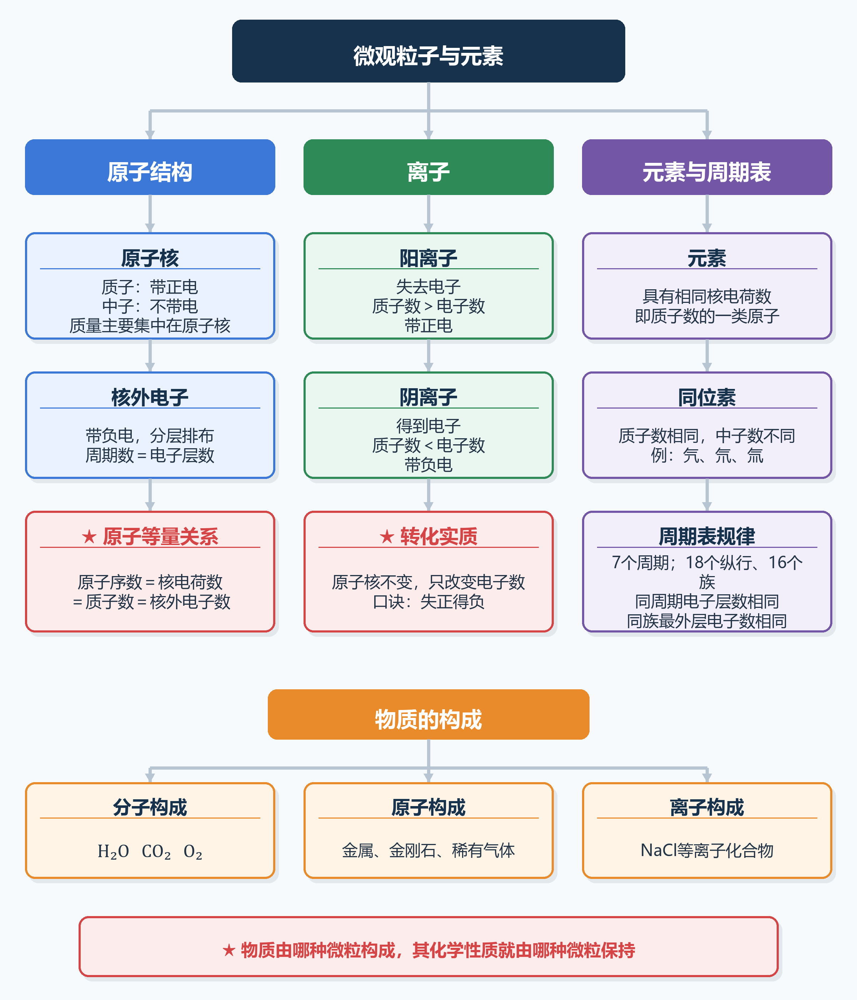 微观粒子与元素
原子结构
离子
元素与周期表
原子核
质子：带正电
中子：不带电
质量主要集中在原子核
阳离子
失去电子
质子数＞电子数
带正电
元素
具有相同核电荷数
即质子数的一类原子
核外电子
带负电，分层排布
周期数＝电子层数
阴离子
得到电子
质子数＜电子数
带负电
同位素
质子数相同，中子数不同
例：氕、氘、氚
★ 原子等量关系
原子序数＝核电荷数
＝质子数＝核外电子数
★ 转化实质
原子核不变，只改变电子数
口诀：失正得负
周期表规律
7个周期；18个纵行、16个
族
同周期电子层数相同
同族最外层电子数相同
物质的构成
分子构成
H₂O CO₂ O₂
原子构成
金属、金刚石、稀有气体
离子构成
NaCl等离子化合物
★ 物质由哪种微粒构成，其化学性质就由哪种微粒保持